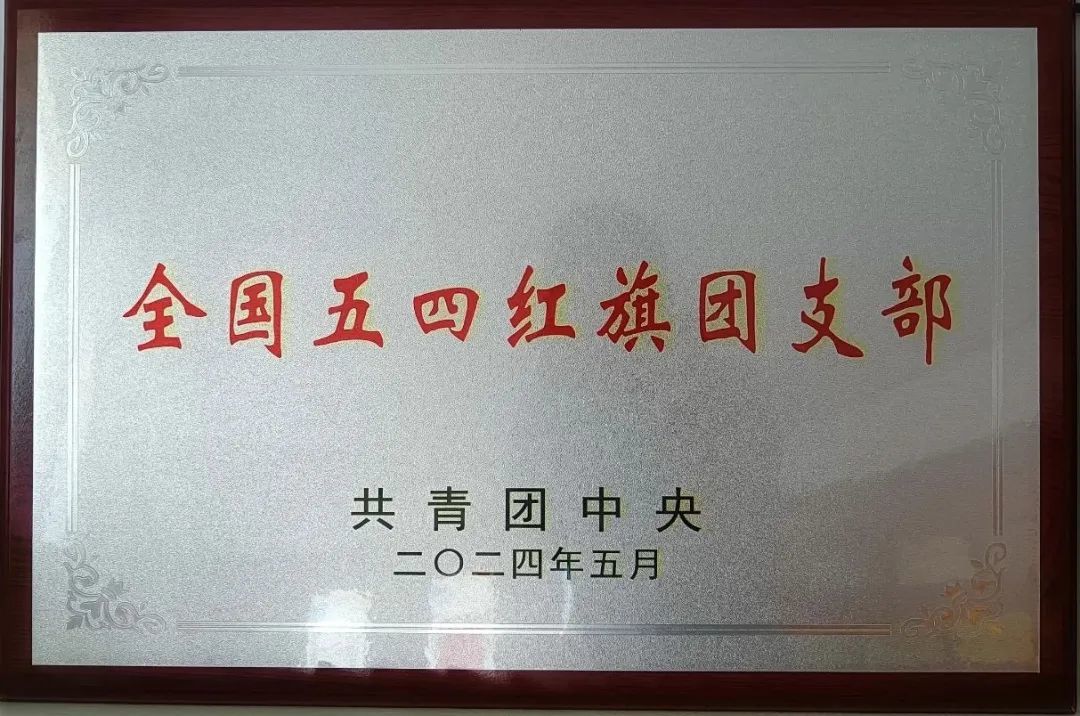 全国五四红旗团支部
共青团中央
二〇二四年五月